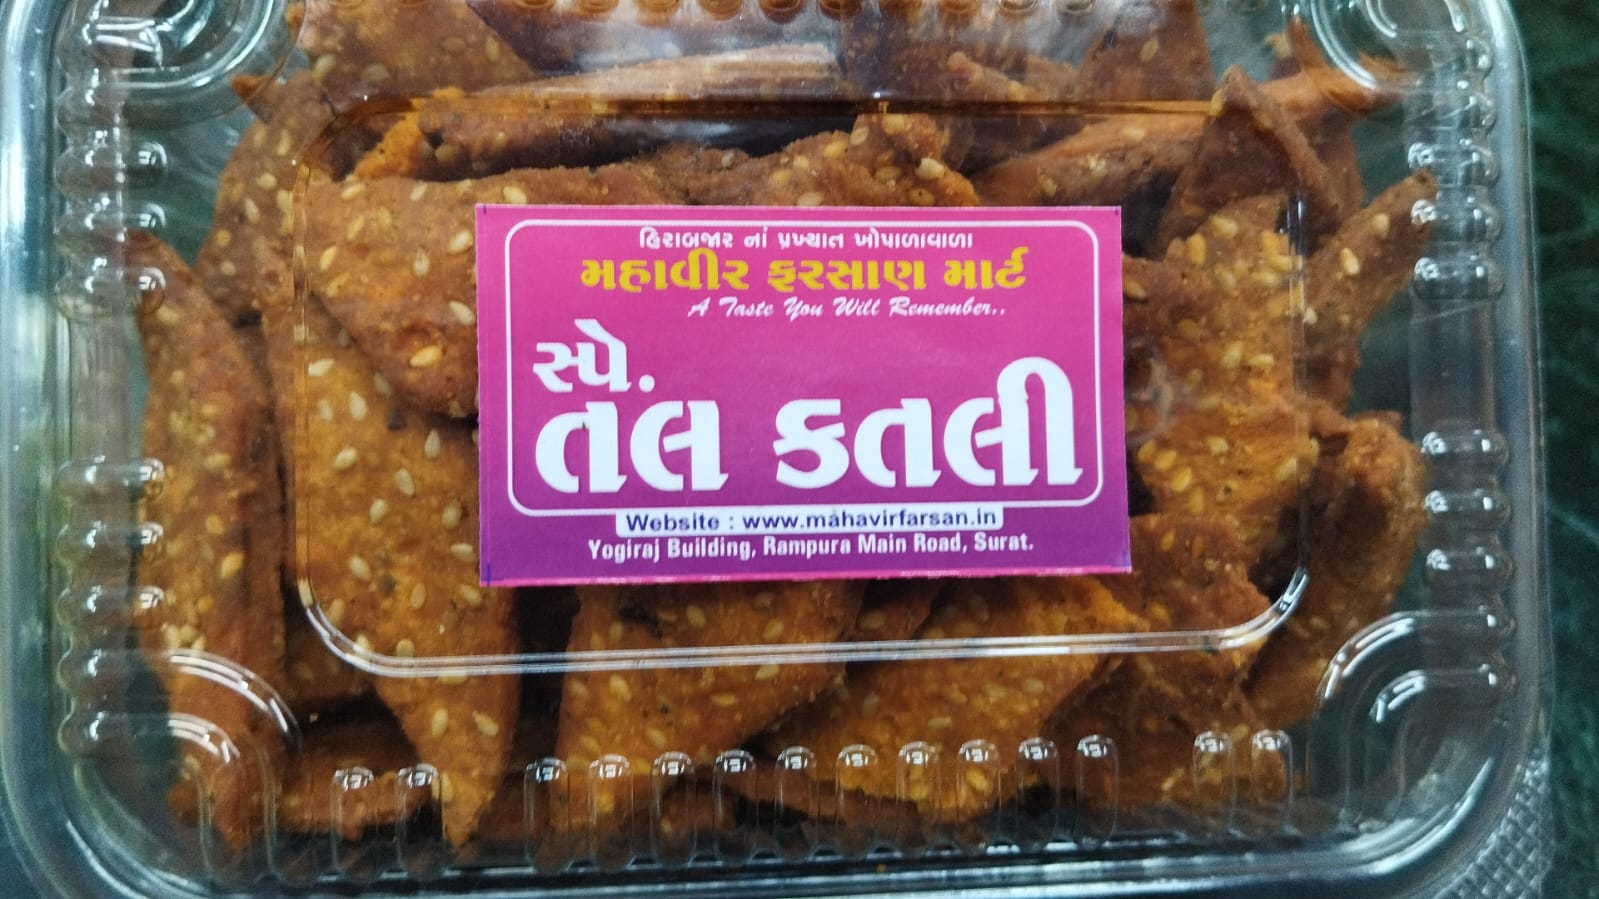 હિરાબજાર નાં પ્રખ્યાત ખોપાળાવાળા
મહાવીર ફરસાણ માર્ટ
A Taste You Will Remember..
સ્પે.
તલ કતલી
Website : www.mahavirfarsan.in
Yogiraj Building, Rampura Main Road, Surat.